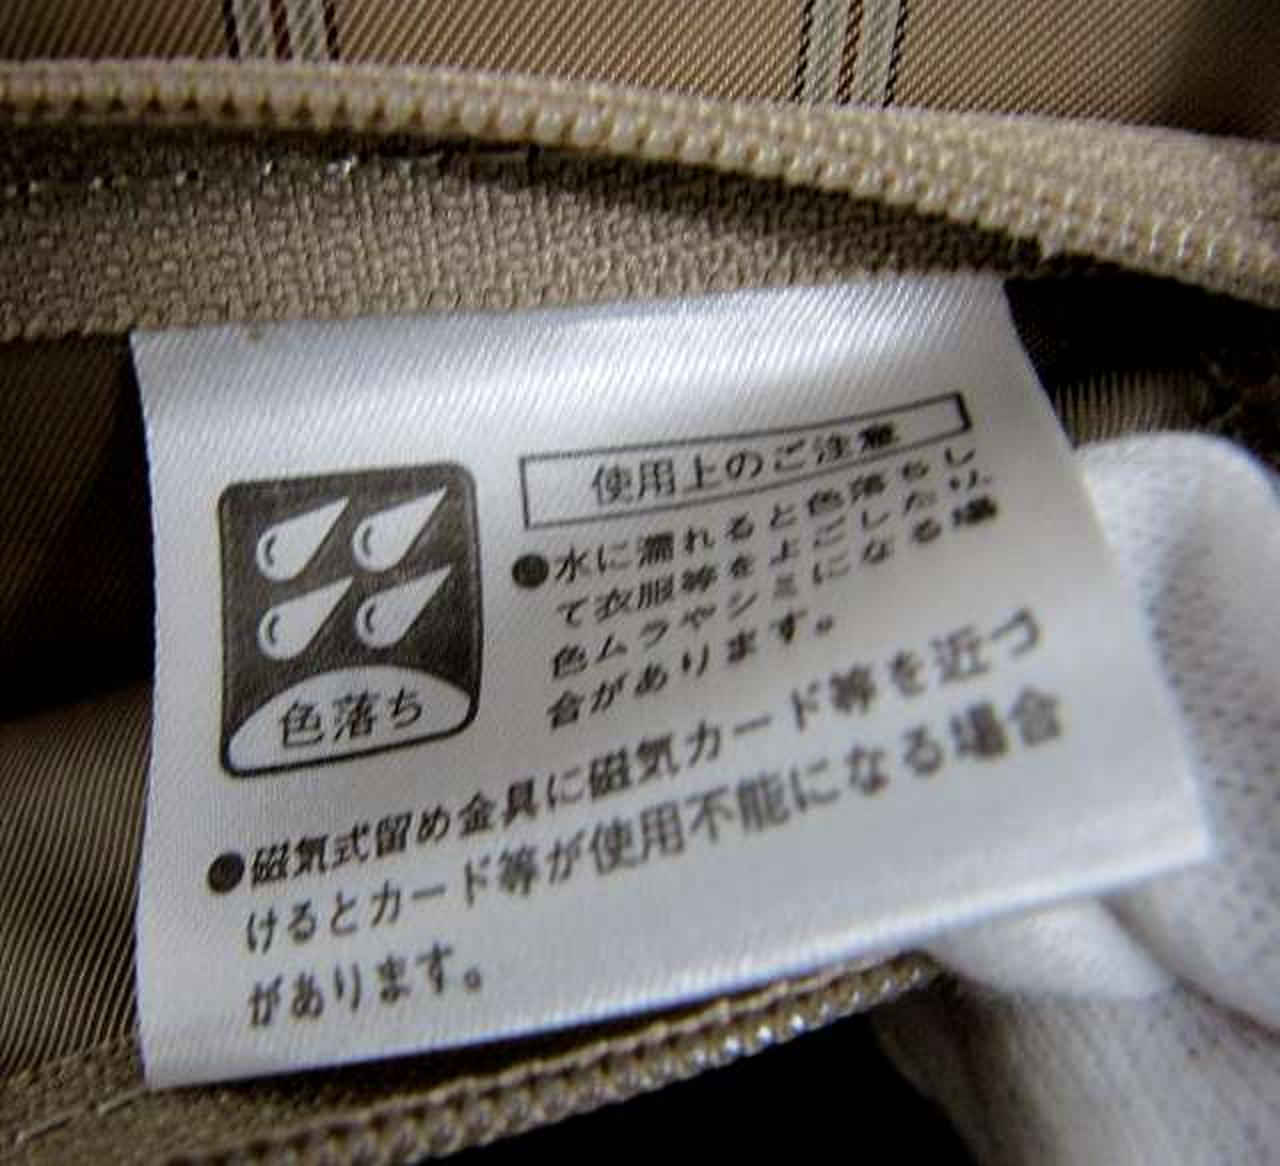 使用上のご注意
●水に濡れると色落ちし
て衣服等を上ごしたり、
色ムラやシミになる場
合があります。
色落ち
●磁気式留め金具に磁気カード等を近づ
けるとカード等が使用不能になる場合
があります。